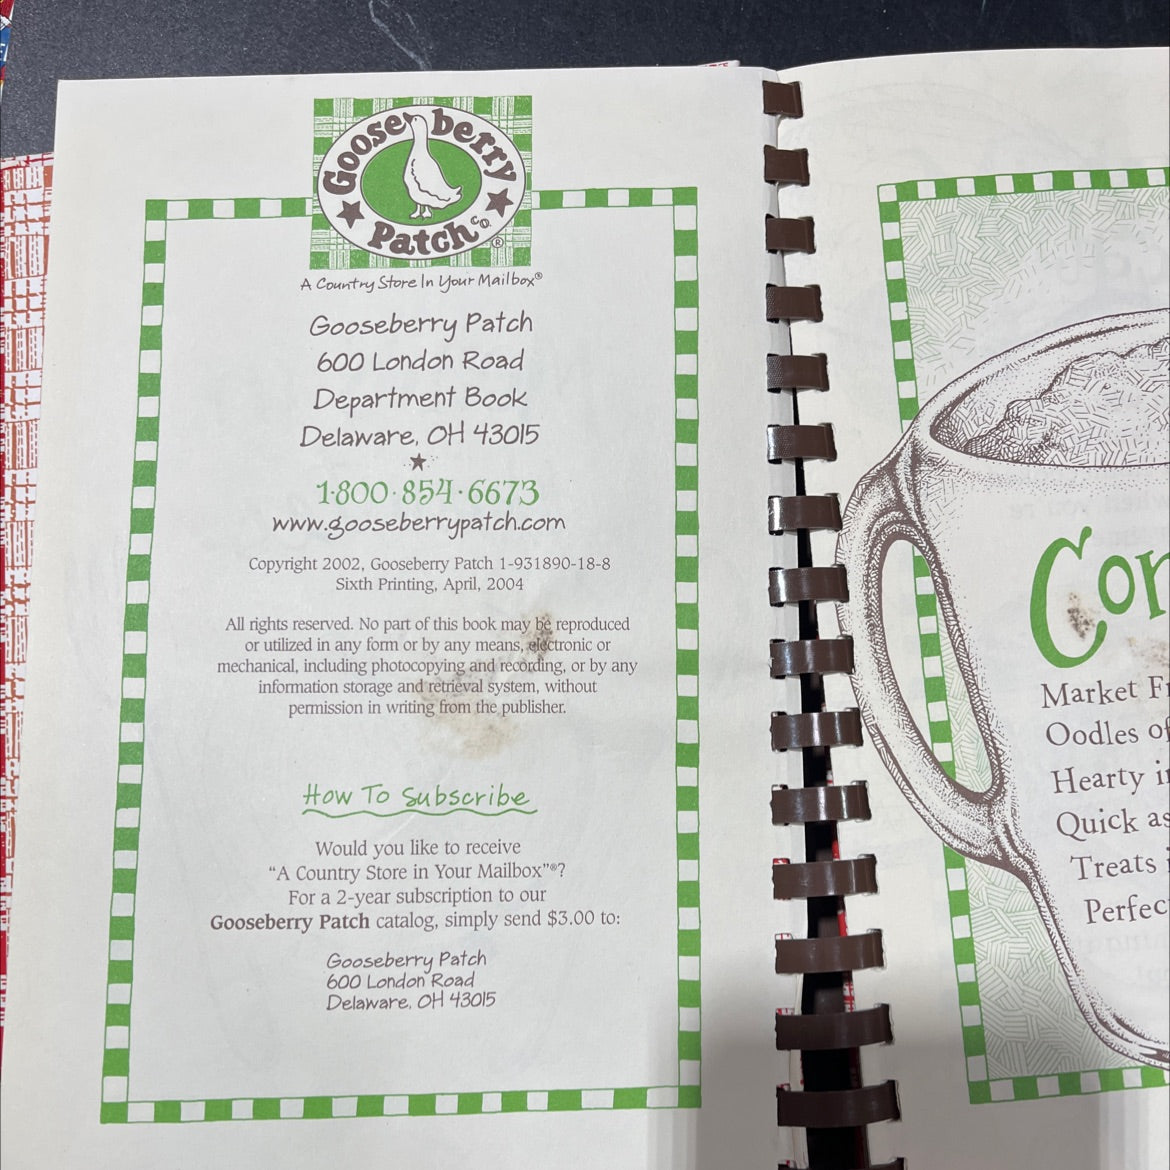 Gooseberry
Patch Co. ®
A Country Store In Your Mailbox®
Gooseberry Patch
600 London Road
Department Book
Delaware, OH 43015
1·800·854·6673
www.gooseberrypatch.com
Copyright 2002, Gooseberry Patch 1-931890-18-8
Sixth Printing, April, 2004
All rights reserved. No part of this book may be reproduced
or utilized in any form or by any means, electronic or
mechanical, including photocopying and recording, or by any
information storage and retrieval system, without
permission in writing from the publisher.
How To Subscribe
Would you like to receive
“A Country Store in Your Mailbox”®?
For a 2-year subscription to our
Gooseberry Patch catalog, simply send $3.00 to:
Gooseberry Patch
600 London Road
Delaware, OH 43015
Con
Market Fr
Oodles of
Hearty in
Quick as
Treats i
Perfec